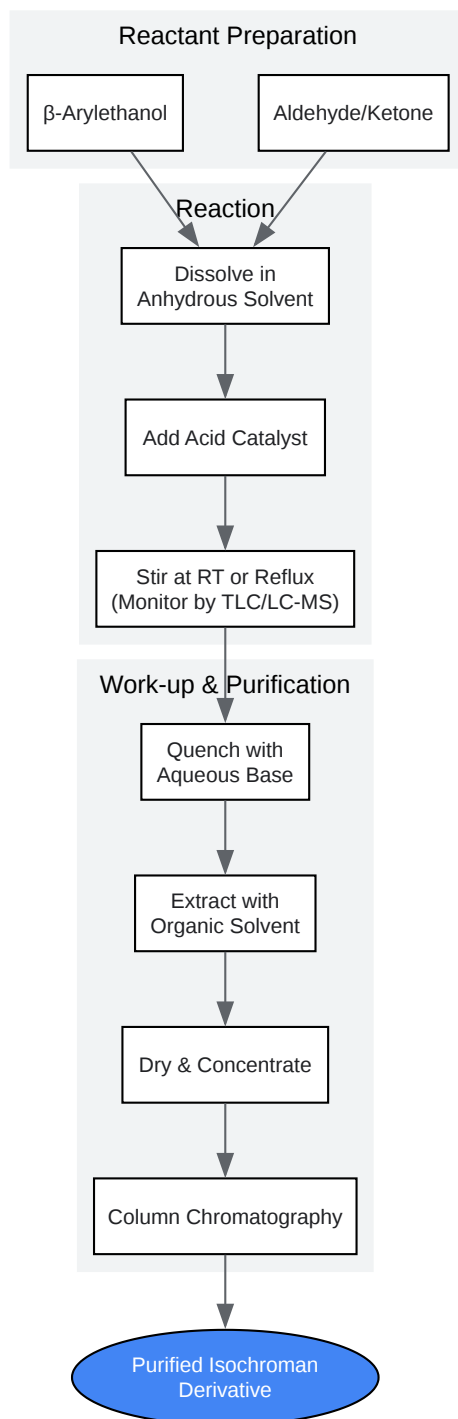 Reactant Preparation
β-Arylethanol
Aldehyde/Ketone
Reaction
Dissolve in
Anhydrous Solvent
Add Acid Catalyst
Stir at RT or Reflux
(Monitor by TLC/LC-MS)
Work-up & Purification
Quench with
Aqueous Base
Extract with
Organic Solvent
Dry & Concentrate
Column Chromatography
Purified Isochroman
Derivative